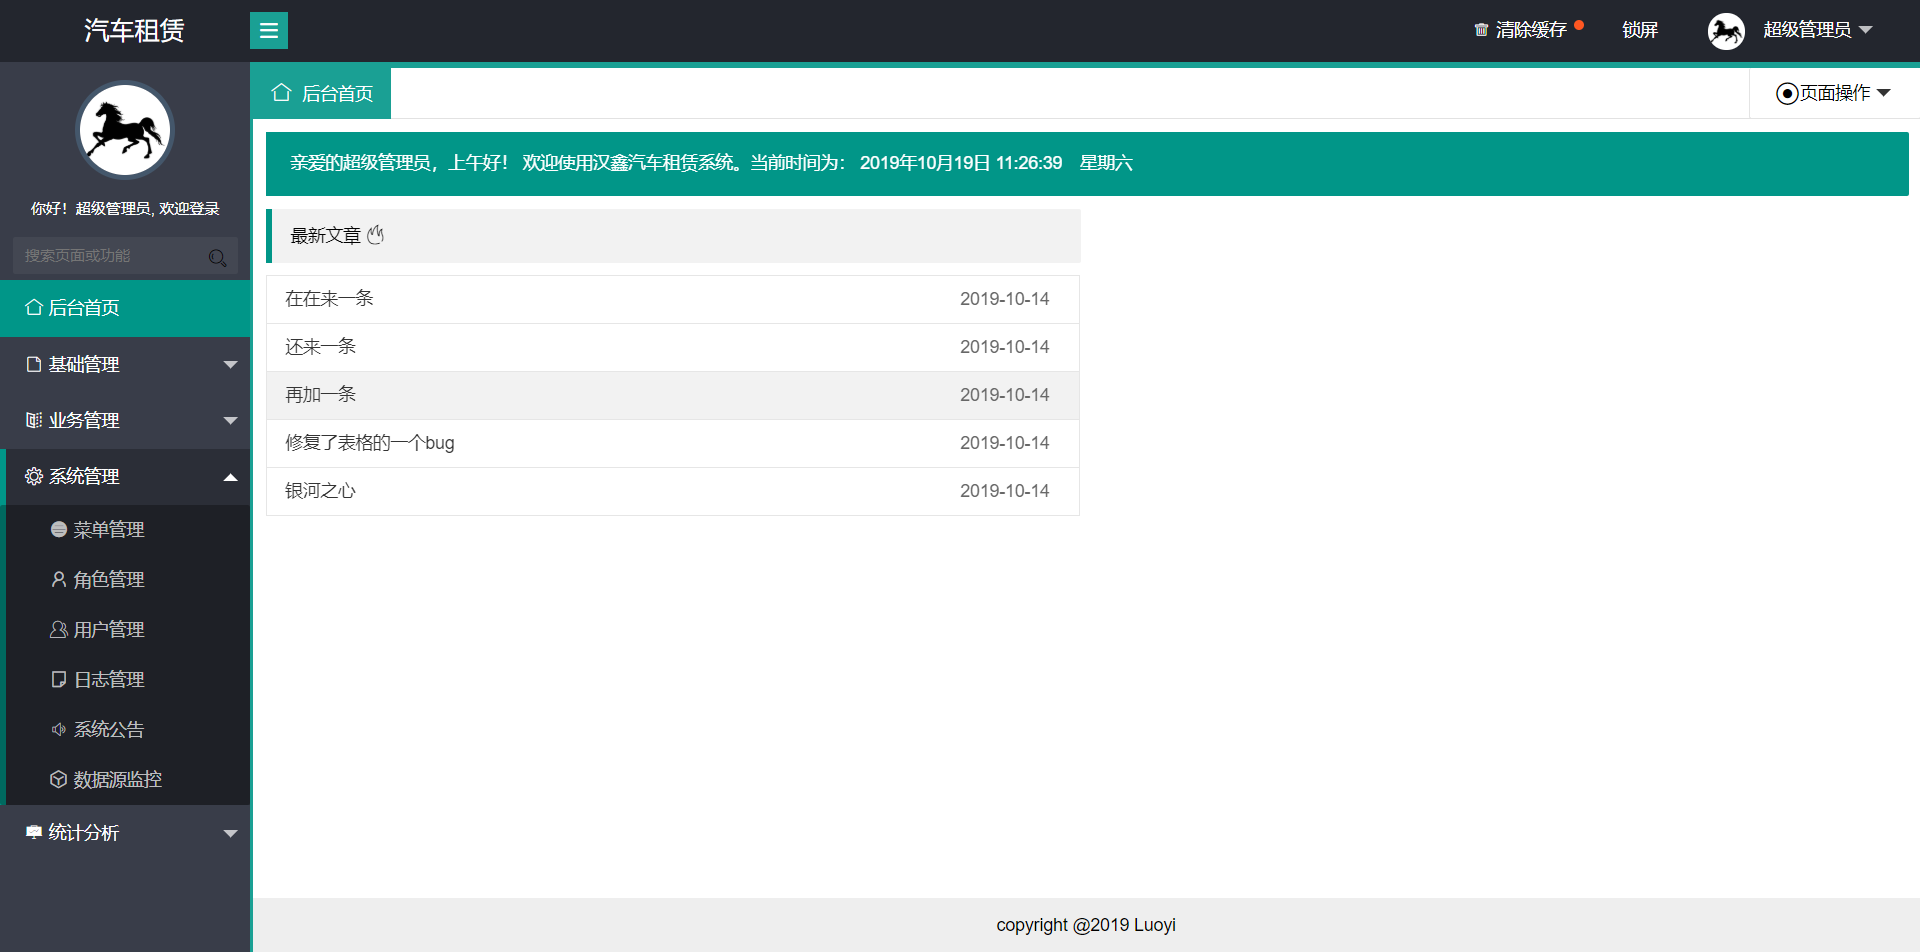 汽车租赁
清除缓存
锁屏
超级管理员
你好！超级管理员, 欢迎登录
搜索页面或功能
后台首页
基础管理
业务管理
系统管理
菜单管理
角色管理
用户管理
日志管理
系统公告
数据源监控
统计分析
后台首页
页面操作
亲爱的超级管理员，上午好！ 欢迎使用汉鑫汽车租赁系统。当前时间为： 2019年10月19日 11:26:39 星期六
最新文章
在在来一条 2019-10-14
还来一条 2019-10-14
再加一条 2019-10-14
修复了表格的一个bug 2019-10-14
银河之心 2019-10-14
copyright @2019 Luoyi